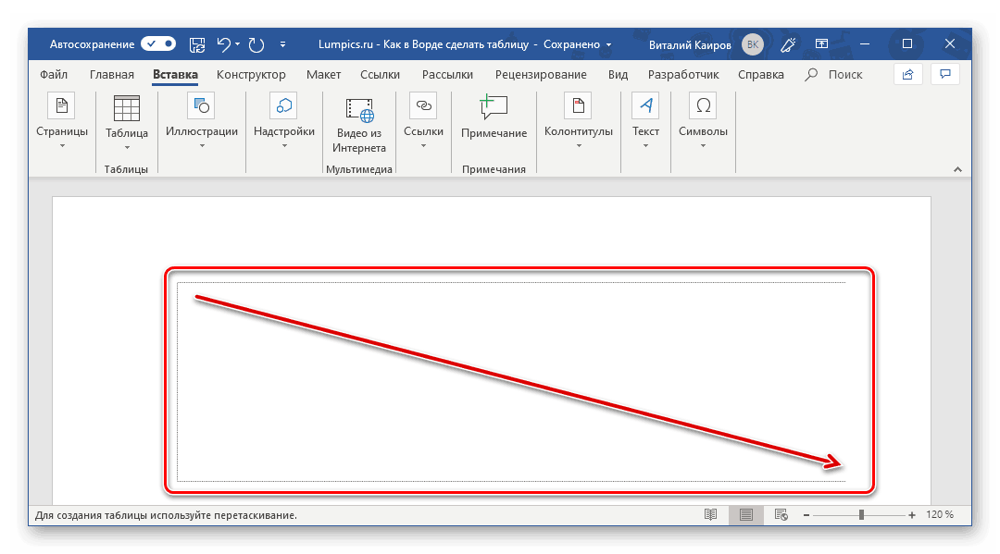 Автосохранение
Lumpics.ru - Как в Ворде сделать таблицу - Сохранено
Виталий Каиров ВК
Файл Главная Вставка Конструктор Макет Ссылки Рассылки Рецензирование Вид Разработчик Справка Поиск
Страницы
Таблица
Иллюстрации
Надстройки
Видео из
Интернета
Ссылки
Примечание
Колонтитулы
Текст
Символы
Таблицы
Мультимедиа
Примечания
Для создания таблицы используйте перетаскивание.
120 %